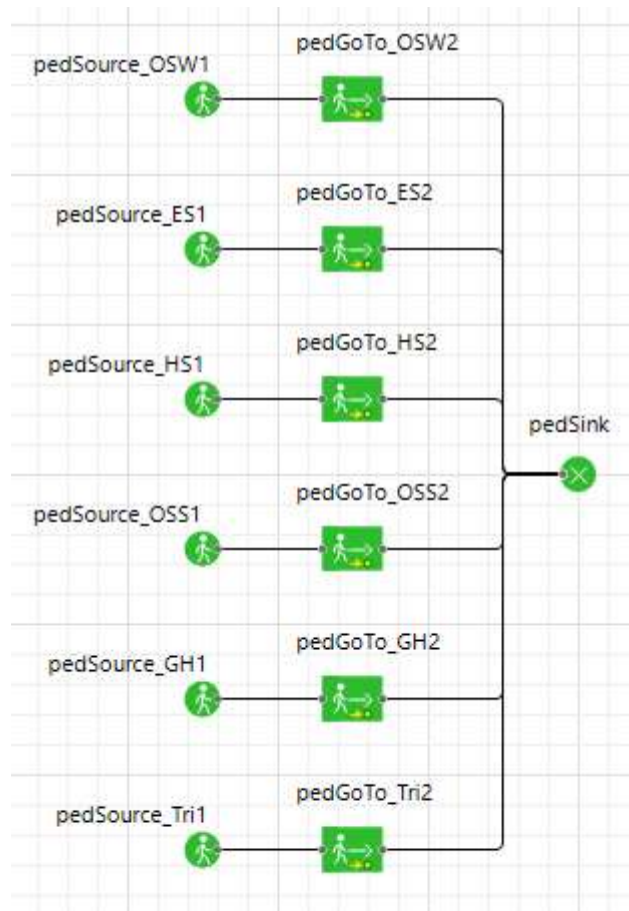 pedGoTo_OSW2
pedSource_OSW1
pedGoTo_ES2
pedSource_ES1
pedGoTo_HS2
pedSource_HS1
pedSink
pedGoTo_OSS2
pedSource_OSS1
pedGoTo_GH2
pedSource_GH1
pedGoTo_Tri2
pedSource_Tri1